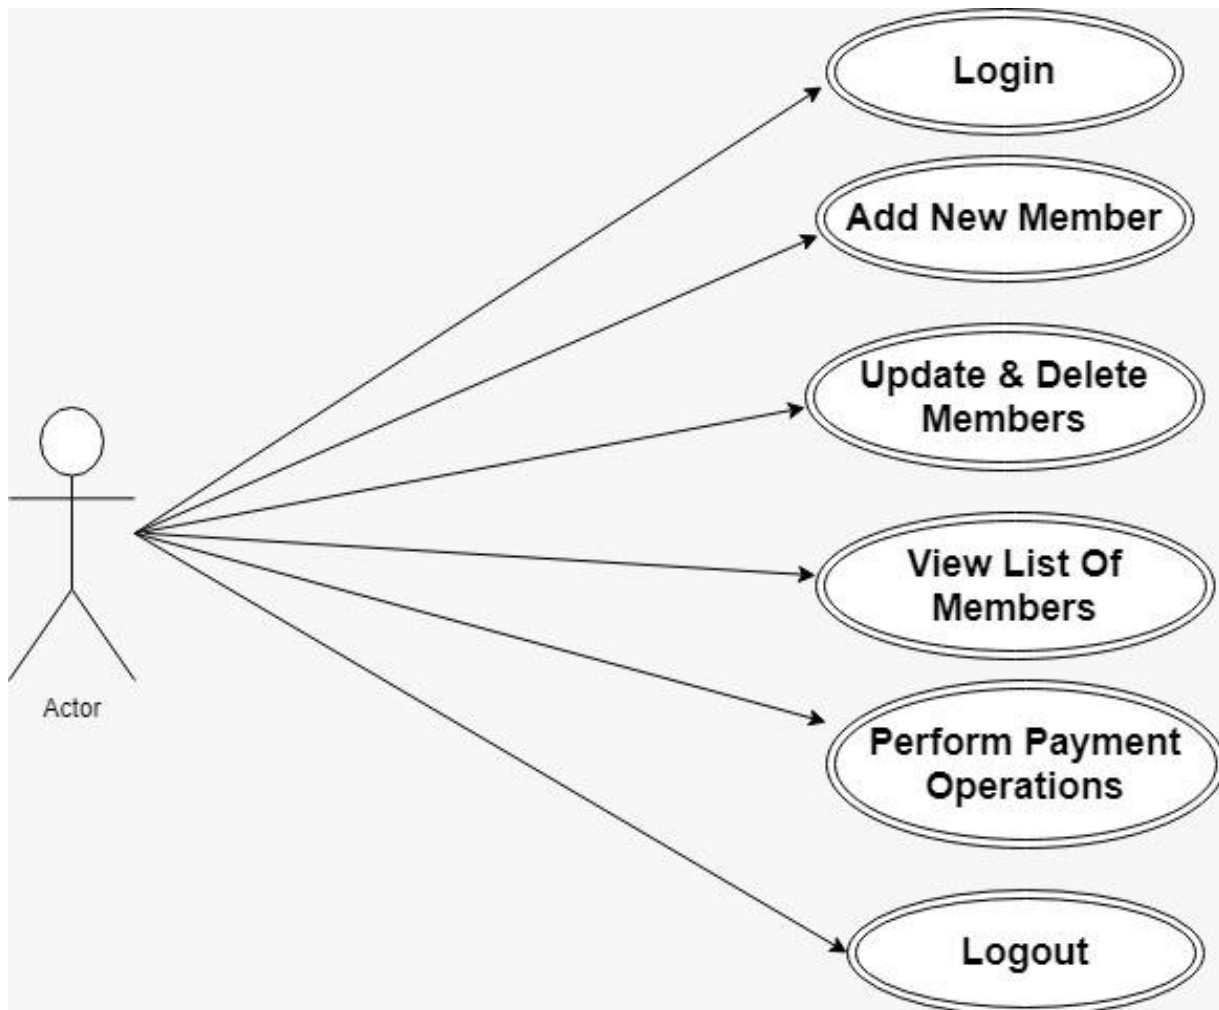 Login
Add New Member
Update & Delete
Members
View List Of
Members
Actor
Perform Payment
Operations
Logout